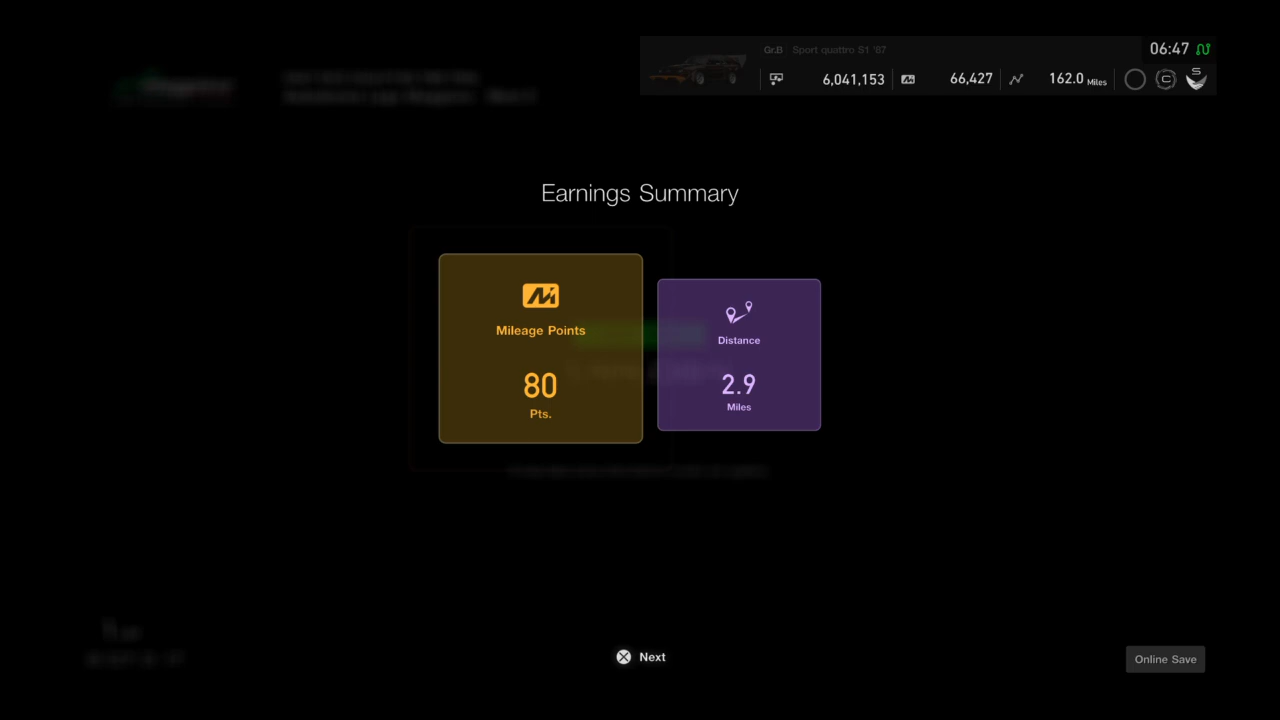 Gr.B Sport quattro S1 '87
06:47
6,041,153
66,427
162.0 Miles
C
S
Earnings Summary
Mileage Points
80
Pts.
Distance
2.9
Miles
Next
Online Save